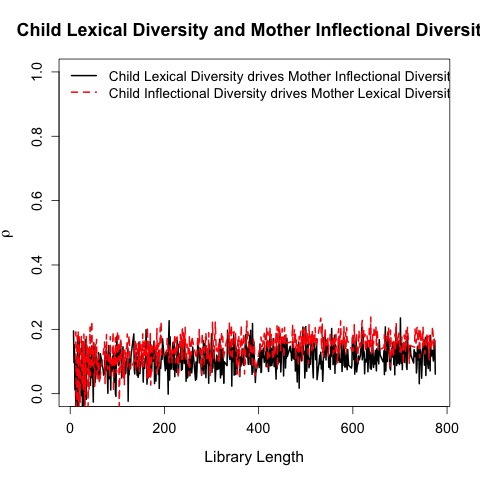 Child Lexical Diversity and Mother Inflectional Diversit
Child Lexical Diversity drives Mother Inflectional Diversit
Child Inflectional Diversity drives Mother Lexical Diversit
1.0
0.8
0.6
0.4
0.2
0.0
ρ
0 200 400 600 800
Library Length